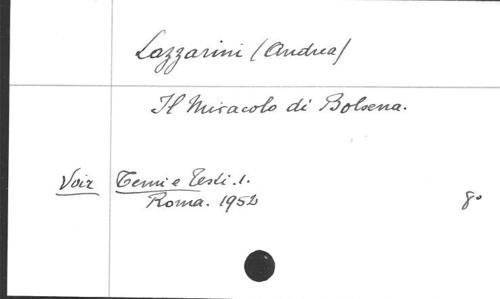 Lazzarini (Andrea)
Il Miracolo di Bolsena.
Voir Temi e Testi. 1.
Roma. 1952 8°